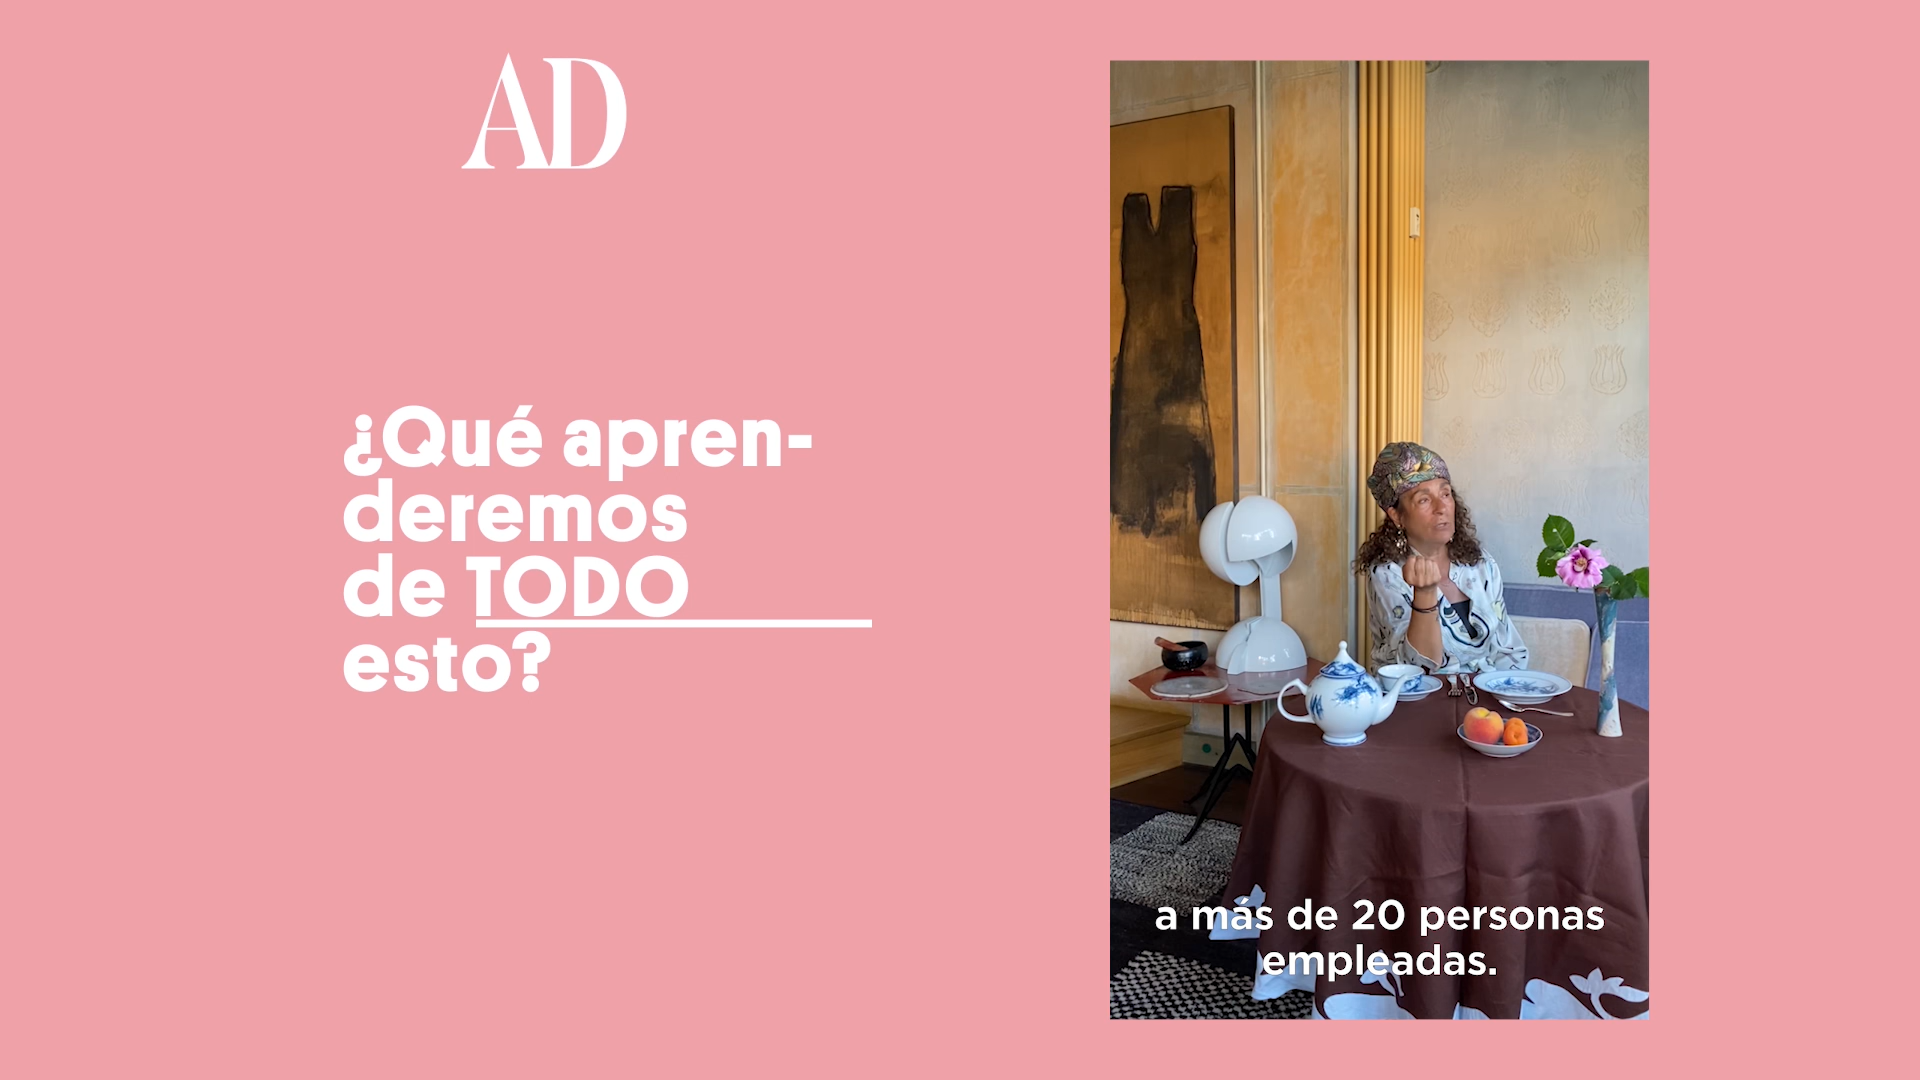 AD
¿Qué apren-
deremos
de TODO
esto?
a más de 20 personas
empleadas.